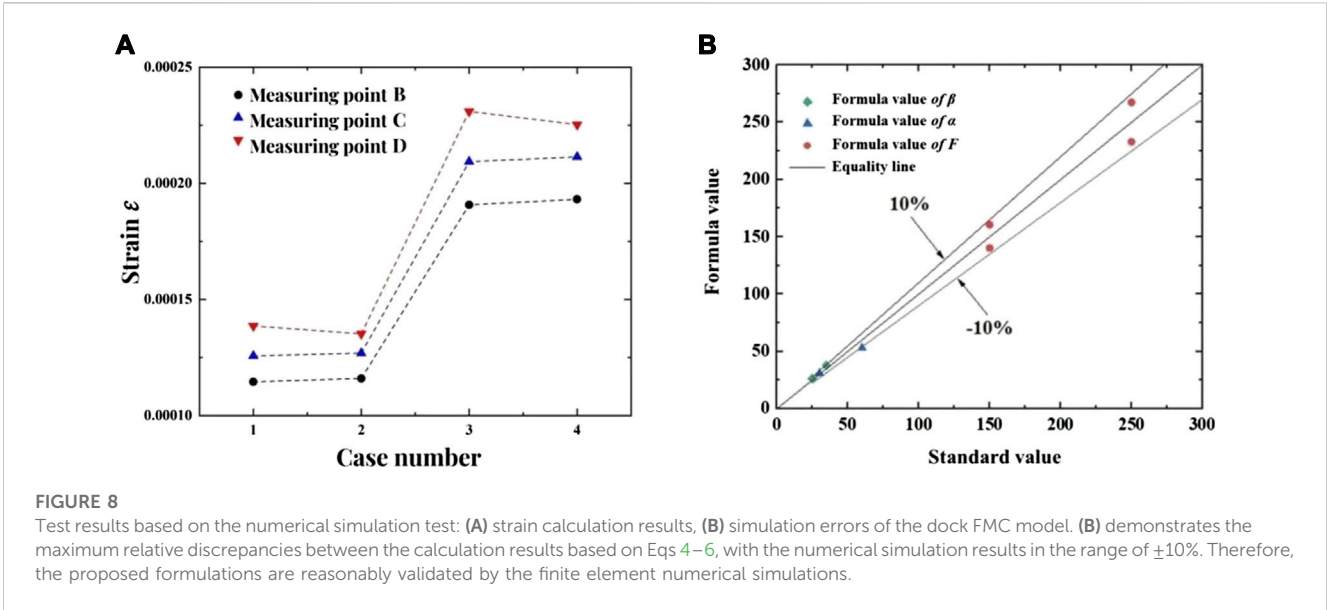 A
0.00025
0.00020
0.00015
0.00010
Strain ε
Measuring point B
Measuring point C
Measuring point D
1 2 3 4
Case number
B
300
250
200
150
100
50
0
Formula value
Formula value of β
Formula value of α
Formula value of F
Equality line
10%
-10%
0 50 100 150 200 250 300
Standard value
FIGURE 8
Test results based on the numerical simulation test: (A) strain calculation results, (B) simulation errors of the dock FMC model. (B) demonstrates the
maximum relative discrepancies between the calculation results based on Eqs 4–6, with the numerical simulation results in the range of ±10%. Therefore,
the proposed formulations are reasonably validated by the finite element numerical simulations.